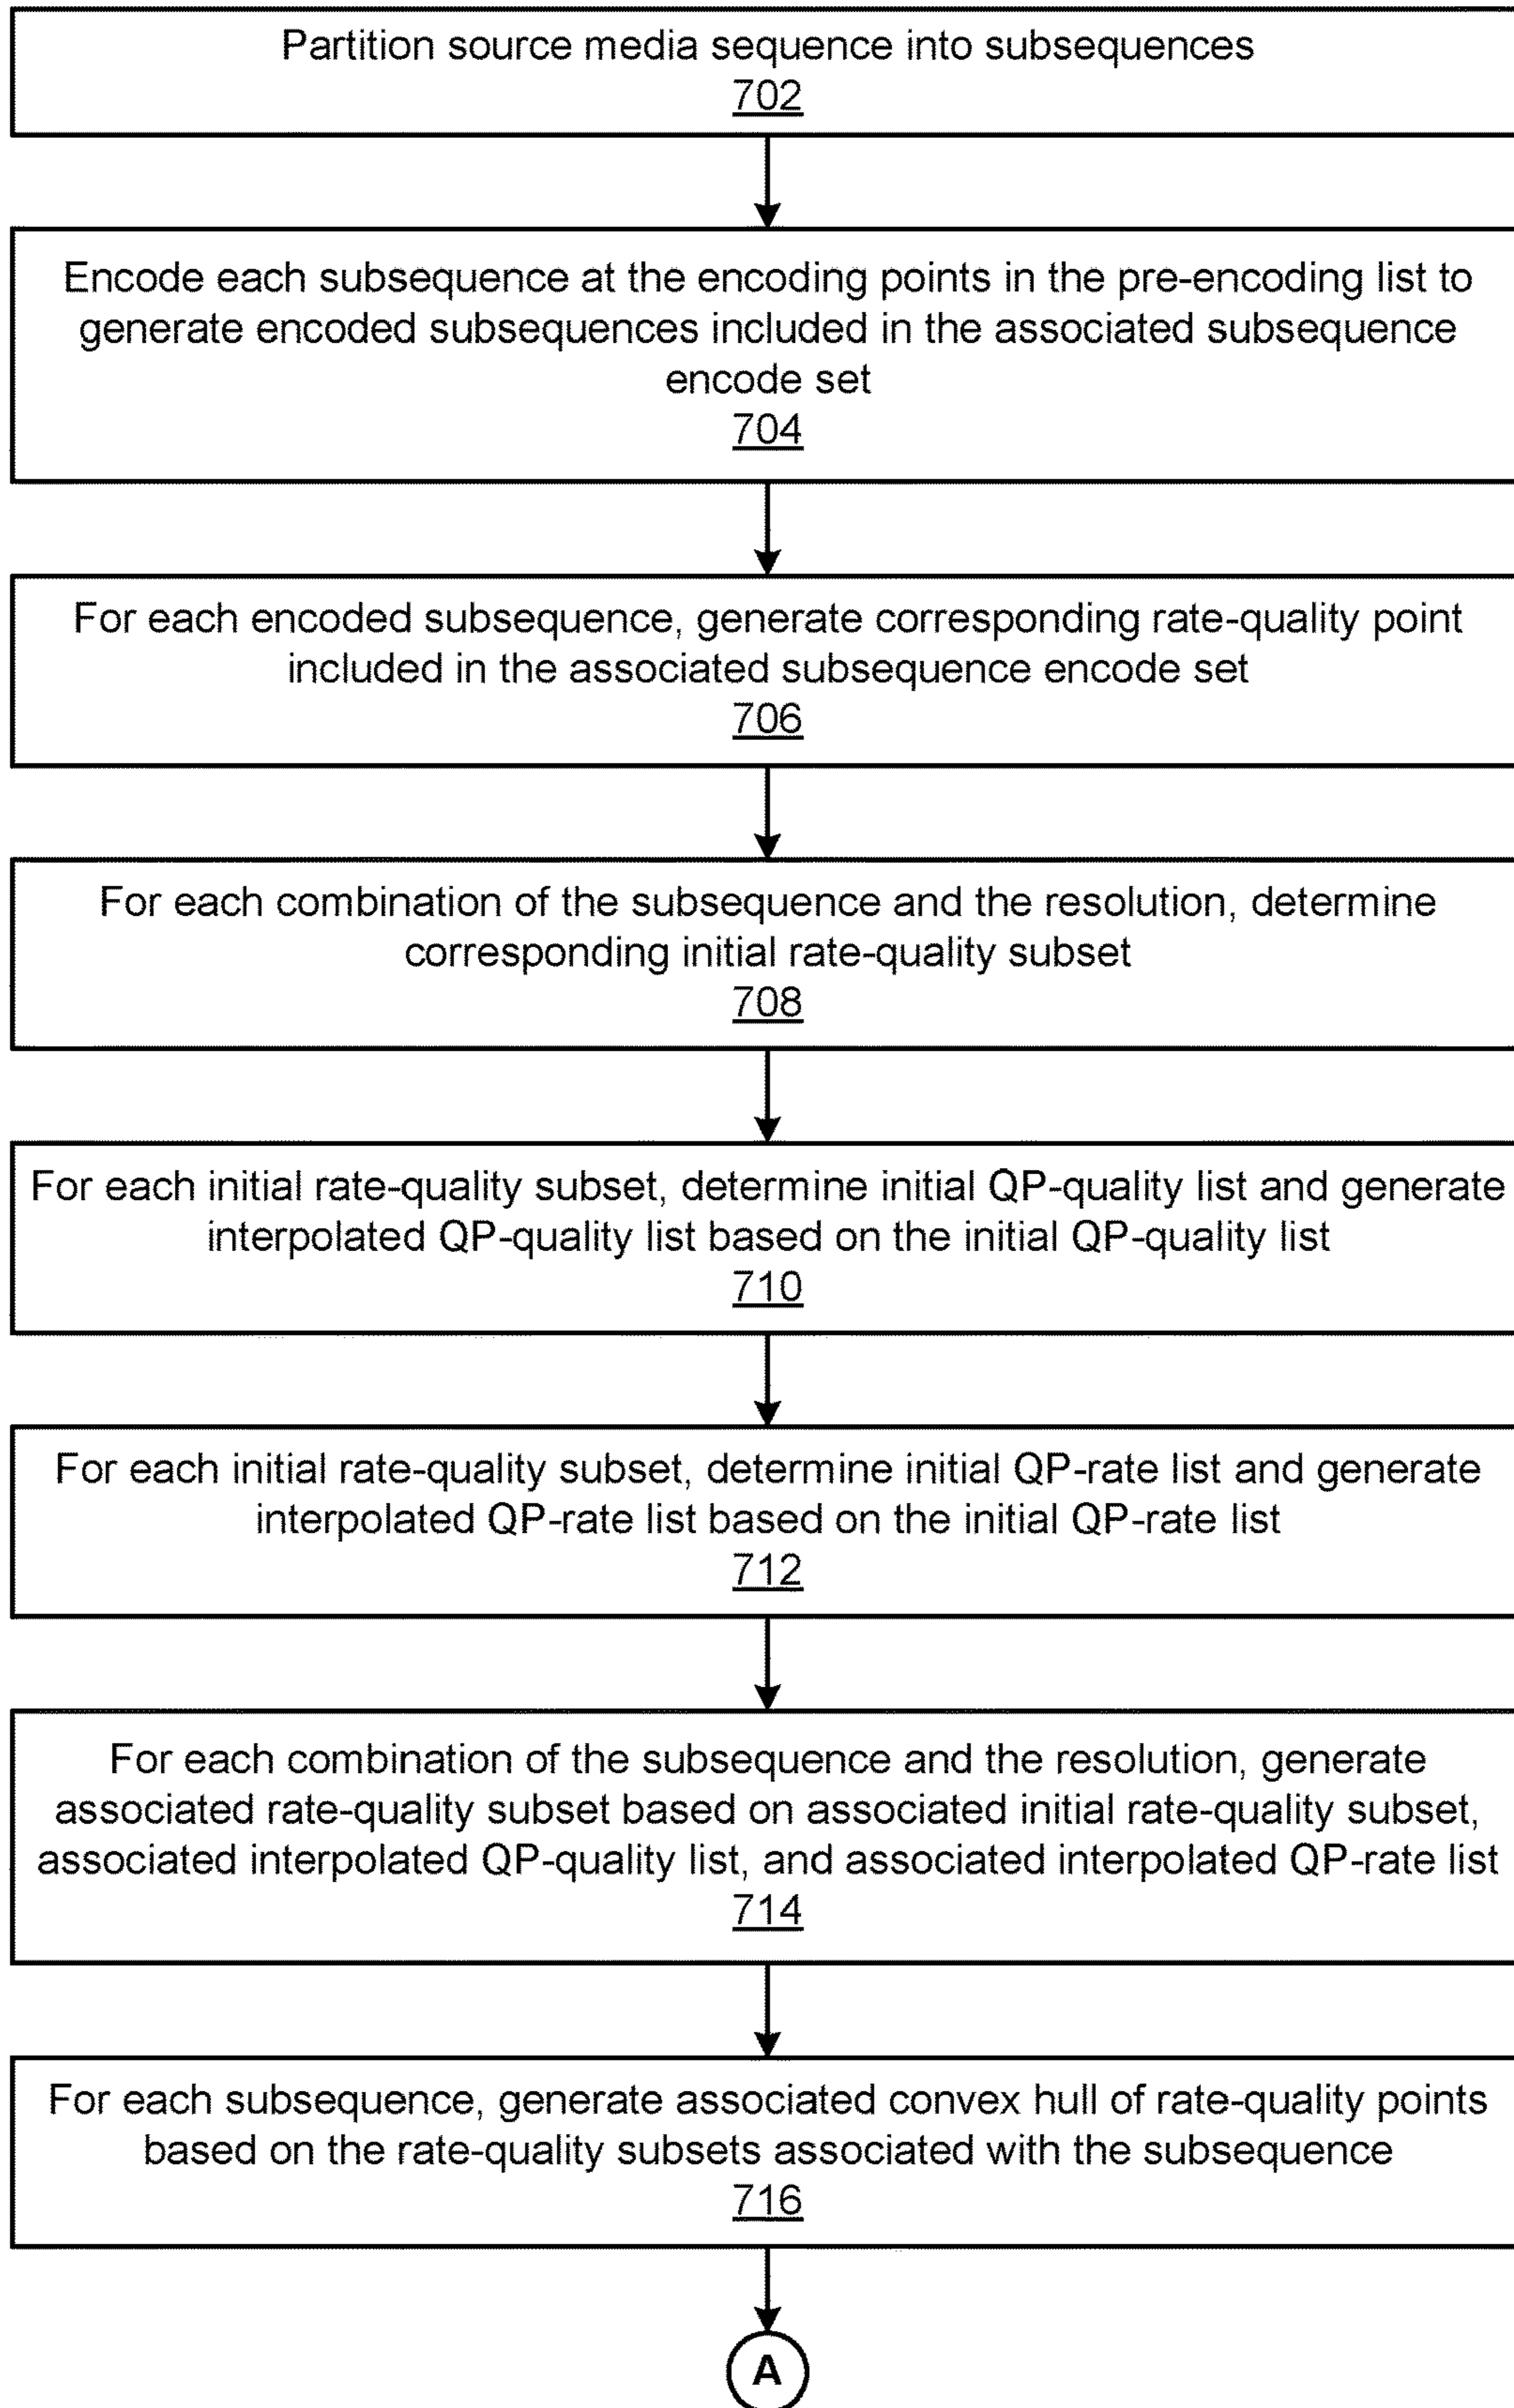 Partition source media sequence into subsequences
702
Encode each subsequence at the encoding points in the pre-encoding list to
generate encoded subsequences included in the associated subsequence
encode set
704
For each encoded subsequence, generate corresponding rate-quality point
included in the associated subsequence encode set
706
For each combination of the subsequence and the resolution, determine
corresponding initial rate-quality subset
708
For each initial rate-quality subset, determine initial QP-quality list and generate
interpolated QP-quality list based on the initial QP-quality list
710
For each initial rate-quality subset, determine initial QP-rate list and generate
interpolated QP-rate list based on the initial QP-rate list
712
For each combination of the subsequence and the resolution, generate
associated rate-quality subset based on associated initial rate-quality subset,
associated interpolated QP-quality list, and associated interpolated QP-rate list
714
For each subsequence, generate associated convex hull of rate-quality points
based on the rate-quality subsets associated with the subsequence
716
A